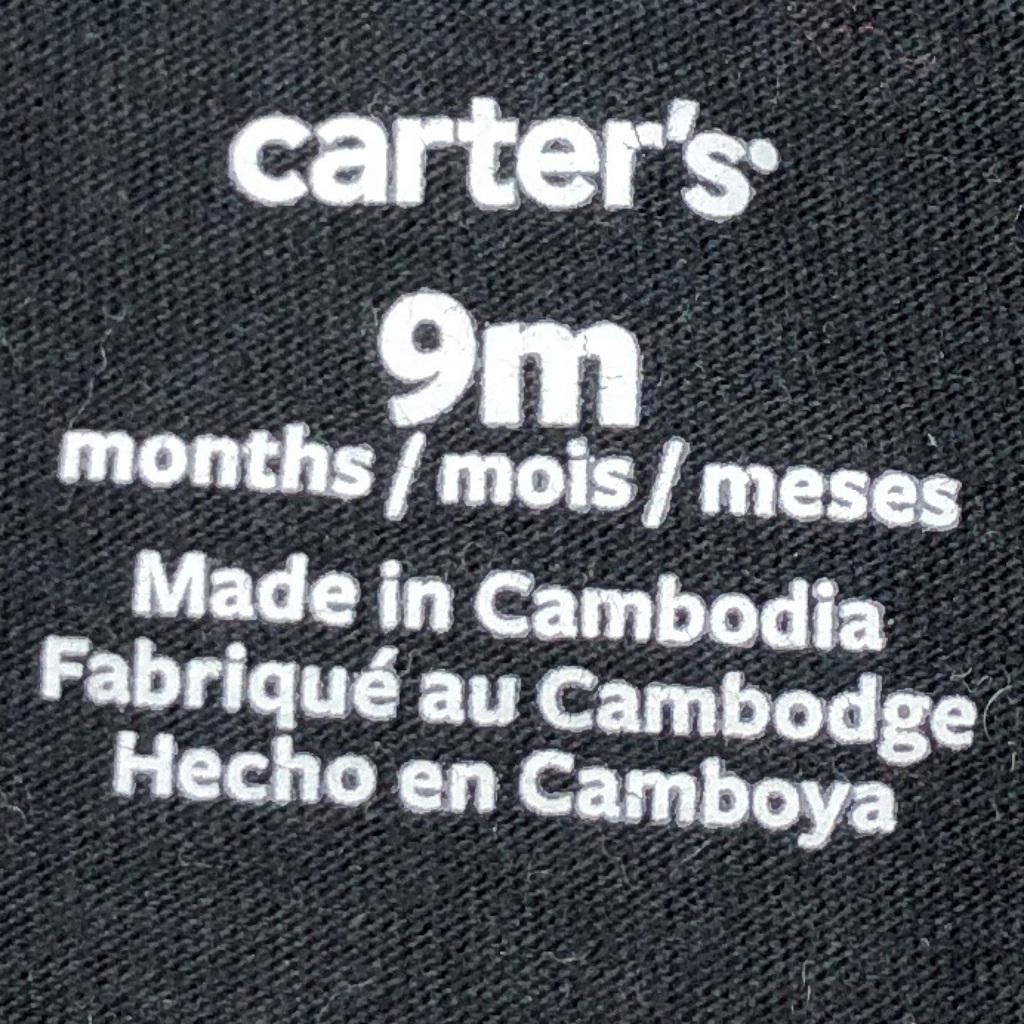 carter's
9m
months / mois / meses
Made in Cambodia
Fabriqué au Cambodge
Hecho en Camboya